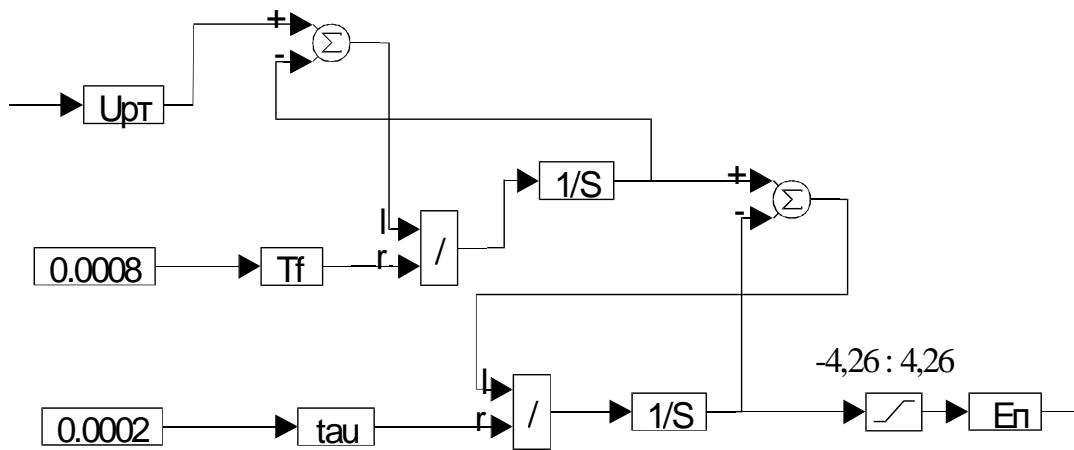 +
Σ
-
Uрт
1/S
+
Σ
-
l
/
r
0.0008
Tf
-4,26 : 4,26
l
/
r
0.0002
tau
1/S
Eп